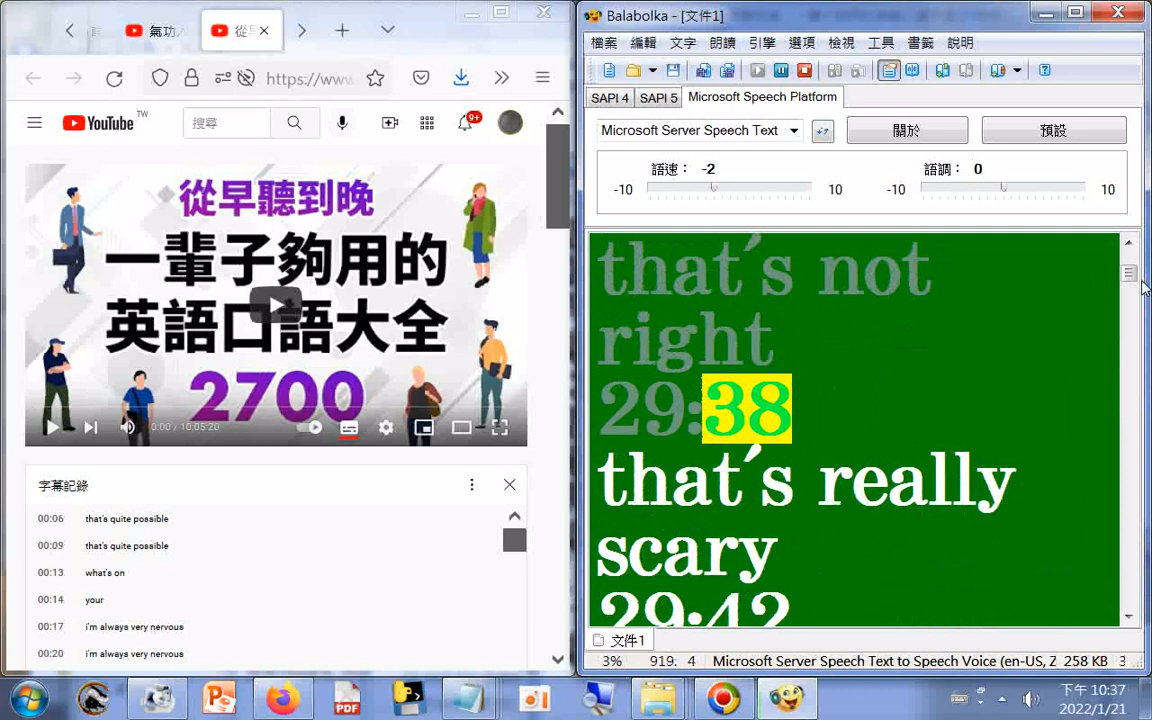 氣功人
從
https://www
YouTube TW
搜尋
9+
從早聽到晚
一輩子夠用的
英語口語大全
2700
0:00 / 10:05:20
字幕記錄
00:06 that's quite possible
00:09 that's quite possible
00:13 what's on
00:14 your
00:17 i'm always very nervous
00:20 i'm always very nervous
Balabolka - [文件1]
檔案 編輯 文字 朗讀 引擎 選項 檢視 工具 書籤 說明
SAPI 4 SAPI 5 Microsoft Speech Platform
Microsoft Server Speech Text 關於 預設
語速： -2 語調： 0
-10 10 -10 10
that's not
right
29:38
that's really
scary
29:42
文件1
3% 919: 4 Microsoft Server Speech Text to Speech Voice (en-US, Z 258 KB 3
PDF
下午 10:37
2022/1/21